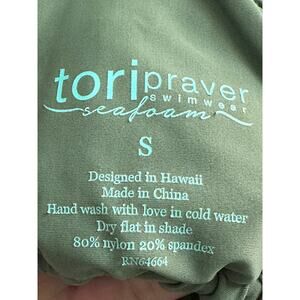 tori praver
swimwear
seafoam
S
Designed in Hawaii
Made in China
Hand wash with love in cold water
Dry flat in shade
80% nylon 20% spandex
RN64664